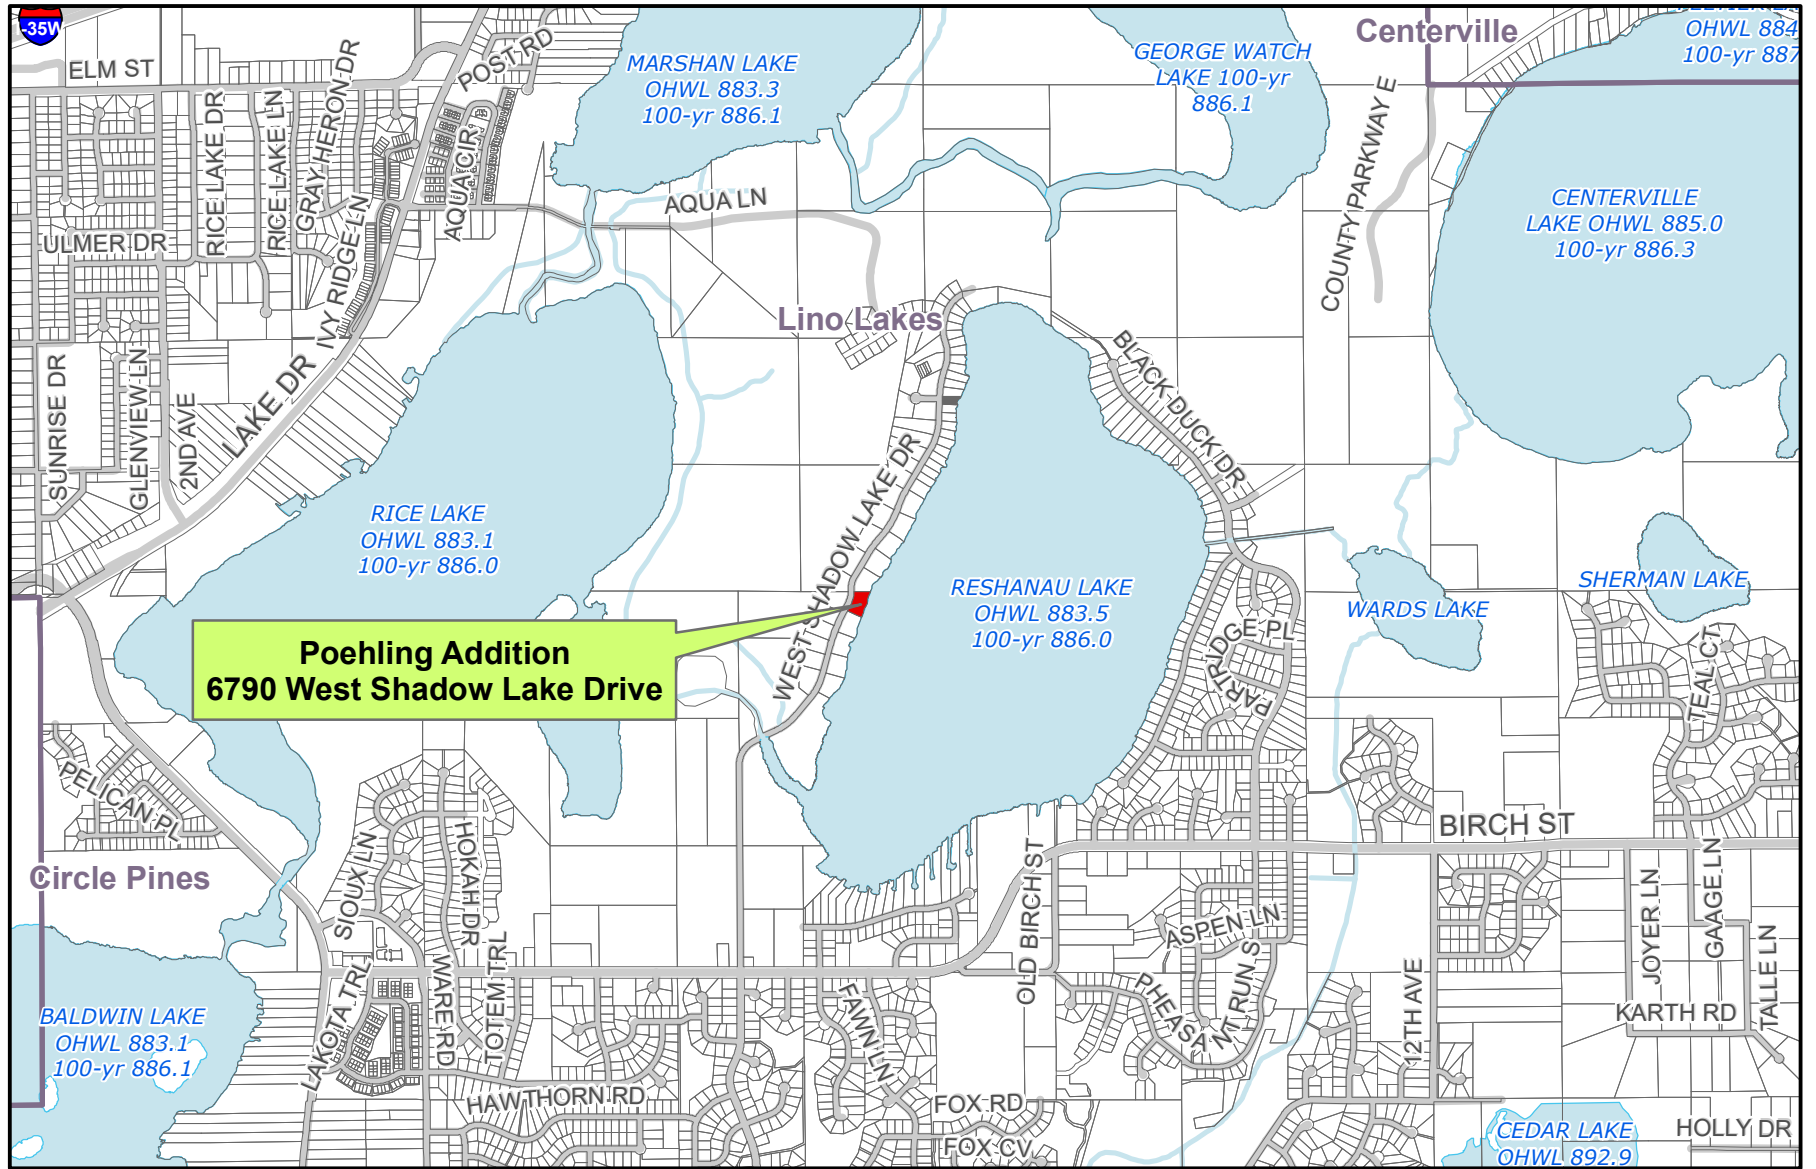 -35W
ELM ST
POST RD
MARSHAN LAKE
OHWL 883.3
100-yr 886.1
GEORGE WATCH
LAKE 100-yr
886.1
Centerville
OHWL 884
100-yr 887
RICE LAKE DR
RICE LAKE LN
GRAY HERON DR
AQUA CIR
AQUA LN
COUNTY PARKWAY E
CENTERVILLE
LAKE OHWL 885.0
100-yr 886.3
ULMER DR
IVY RIDGE LN
Lino Lakes
BLACK DUCK DR
SUNRISE DR
GLENVIEW LN
2ND AVE
LAKE DR
WEST SHADOW LAKE DR
RICE LAKE
OHWL 883.1
100-yr 886.0
RESHANAU LAKE
OHWL 883.5
100-yr 886.0
SHERMAN LAKE
WARDS LAKE
Poehling Addition
6790 West Shadow Lake Drive
PARTRIDGE PL
TEAL CT
PELICAN PL
Circle Pines
SIOUX LN
HOKAH DR
OLD BIRCH ST
BIRCH ST
JOYER LN
GAAGE LN
TALLE LN
ASPEN LN
LAKOTA TRL
WARE RD
TOTEM TRL
FAWN LN
PHEASANT RUN S
12TH AVE
KARTH RD
BALDWIN LAKE
OHWL 883.1
100-yr 886.1
HAWTHORN RD
FOX RD
FOX CV
CEDAR LAKE
OHWL 892.9
HOLLY DR